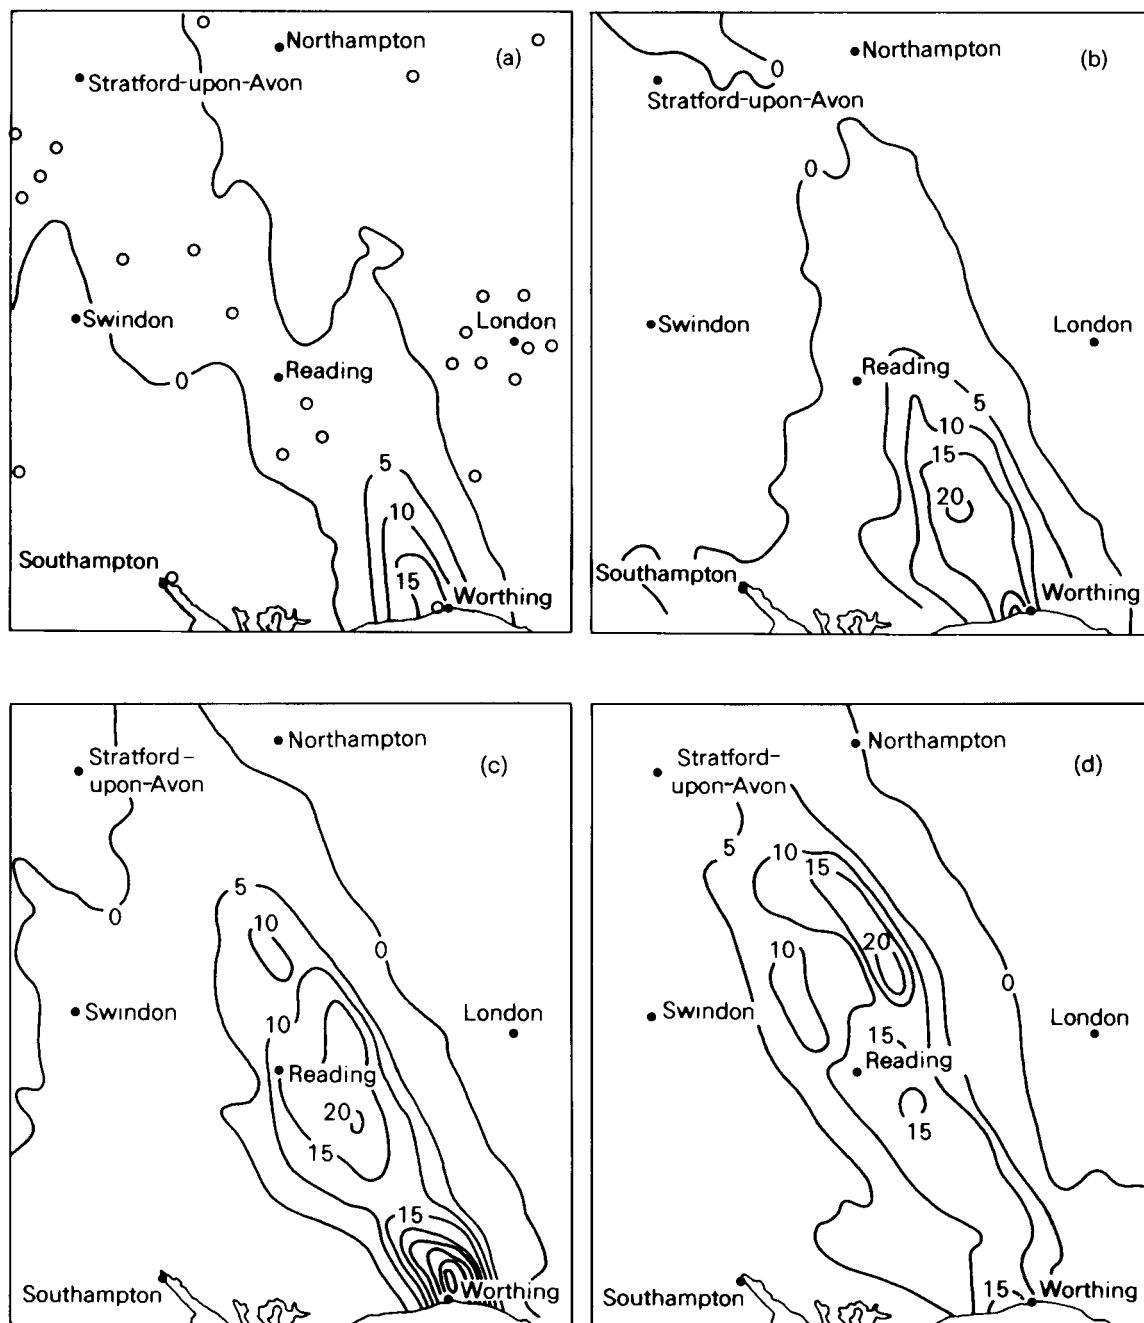 Northampton
(a)
Stratford-upon-Avon
Swindon
London
0
Reading
5
10
Southampton
15
Worthing
Northampton
(b)
0
Stratford-upon-Avon
0
Swindon
London
Reading
5
10
15
20
Southampton
Worthing
Northampton
Stratford-
upon-Avon
(c)
5
0
10
0
Swindon
London
10
Reading
20
15
15
Worthing
Southampton
Northampton
Stratford-
upon-Avon
(d)
5
10
15
20
10
0
Swindon
London
15
Reading
15
15
Worthing
Southampton